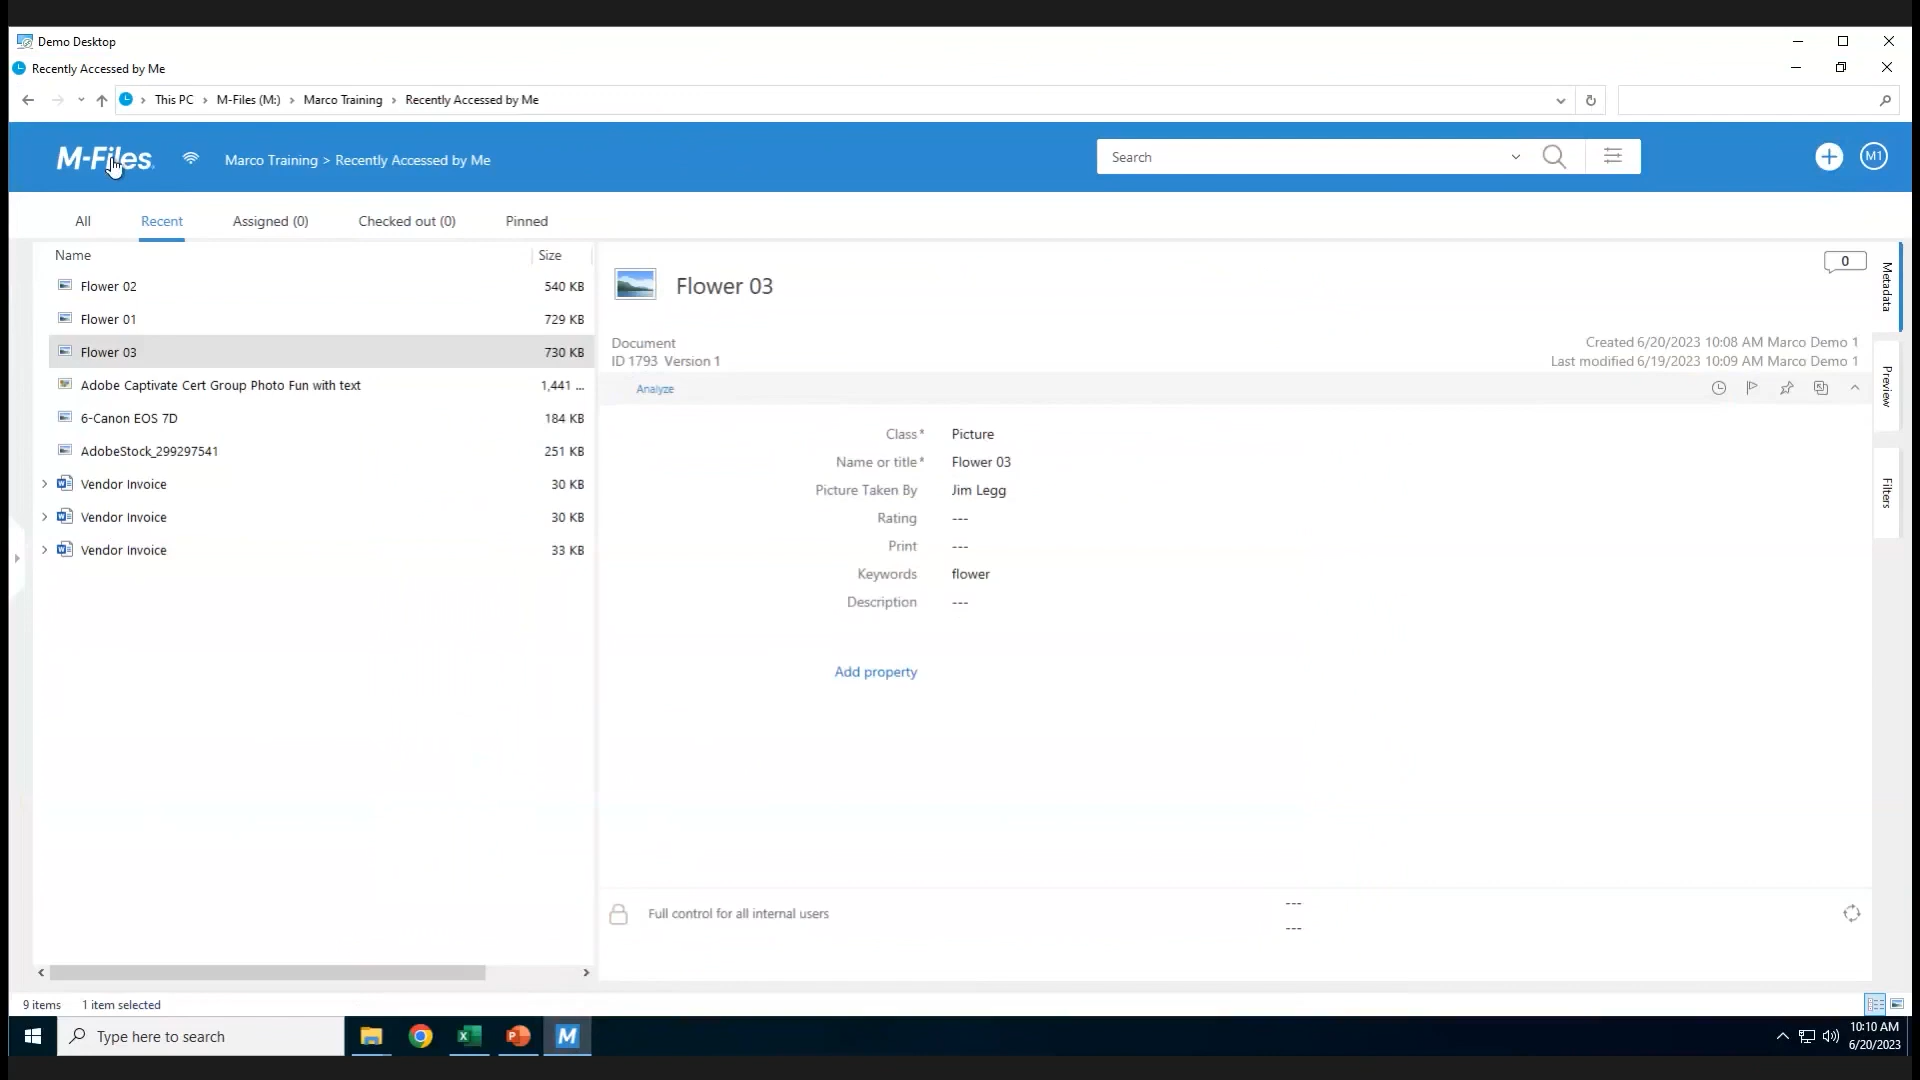 Demo Desktop
Recently Accessed by Me
This PC > M-Files (M:) > Marco Training > Recently Accessed by Me
M-Files
Marco Training > Recently Accessed by Me
Search
M1
All Recent Assigned (0) Checked out (0) Pinned
Name Size
Flower 02 540 KB
Flower 01 729 KB
Flower 03 730 KB
Adobe Captivate Cert Group Photo Fun with text 1,441 ...
6-Canon EOS 7D 184 KB
AdobeStock_299297541 251 KB
Vendor Invoice 30 KB
Vendor Invoice 30 KB
Vendor Invoice 33 KB
Flower 03
0
Document
ID 1793 Version 1
Created 6/20/2023 10:08 AM Marco Demo 1
Last modified 6/19/2023 10:09 AM Marco Demo 1
Analyze
Class* Picture
Name or title* Flower 03
Picture Taken By Jim Legg
Rating ---
Print ---
Keywords flower
Description ---
Add property
Full control for all internal users
---
---
Metadata
Preview
Filters
9 items 1 item selected
Type here to search
10:10 AM
6/20/2023